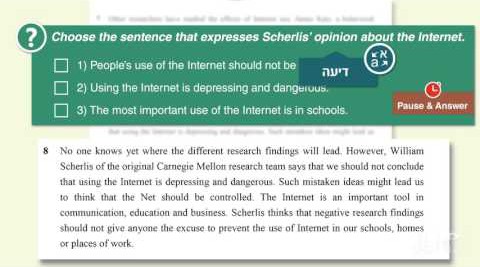 ?
Choose the sentence that expresses Scherlis' opinion about the Internet.
1) People's use of the Internet should not be
דיעה
א
a
2) Using the Internet is depressing and dangerous.
3) The most important use of the Internet is in schools.
Pause & Answer
8 No one knows yet where the different research findings will lead. However, William
Scherlis of the original Carnegie Mellon research team says that we should not conclude
that using the Internet is depressing and dangerous. Such mistaken ideas might lead us
to think that the Net should be controlled. The Internet is an important tool in
communication, education and business. Scherlis thinks that negative research findings
should not give anyone the excuse to prevent the use of Internet in our schools, homes
or places of work.